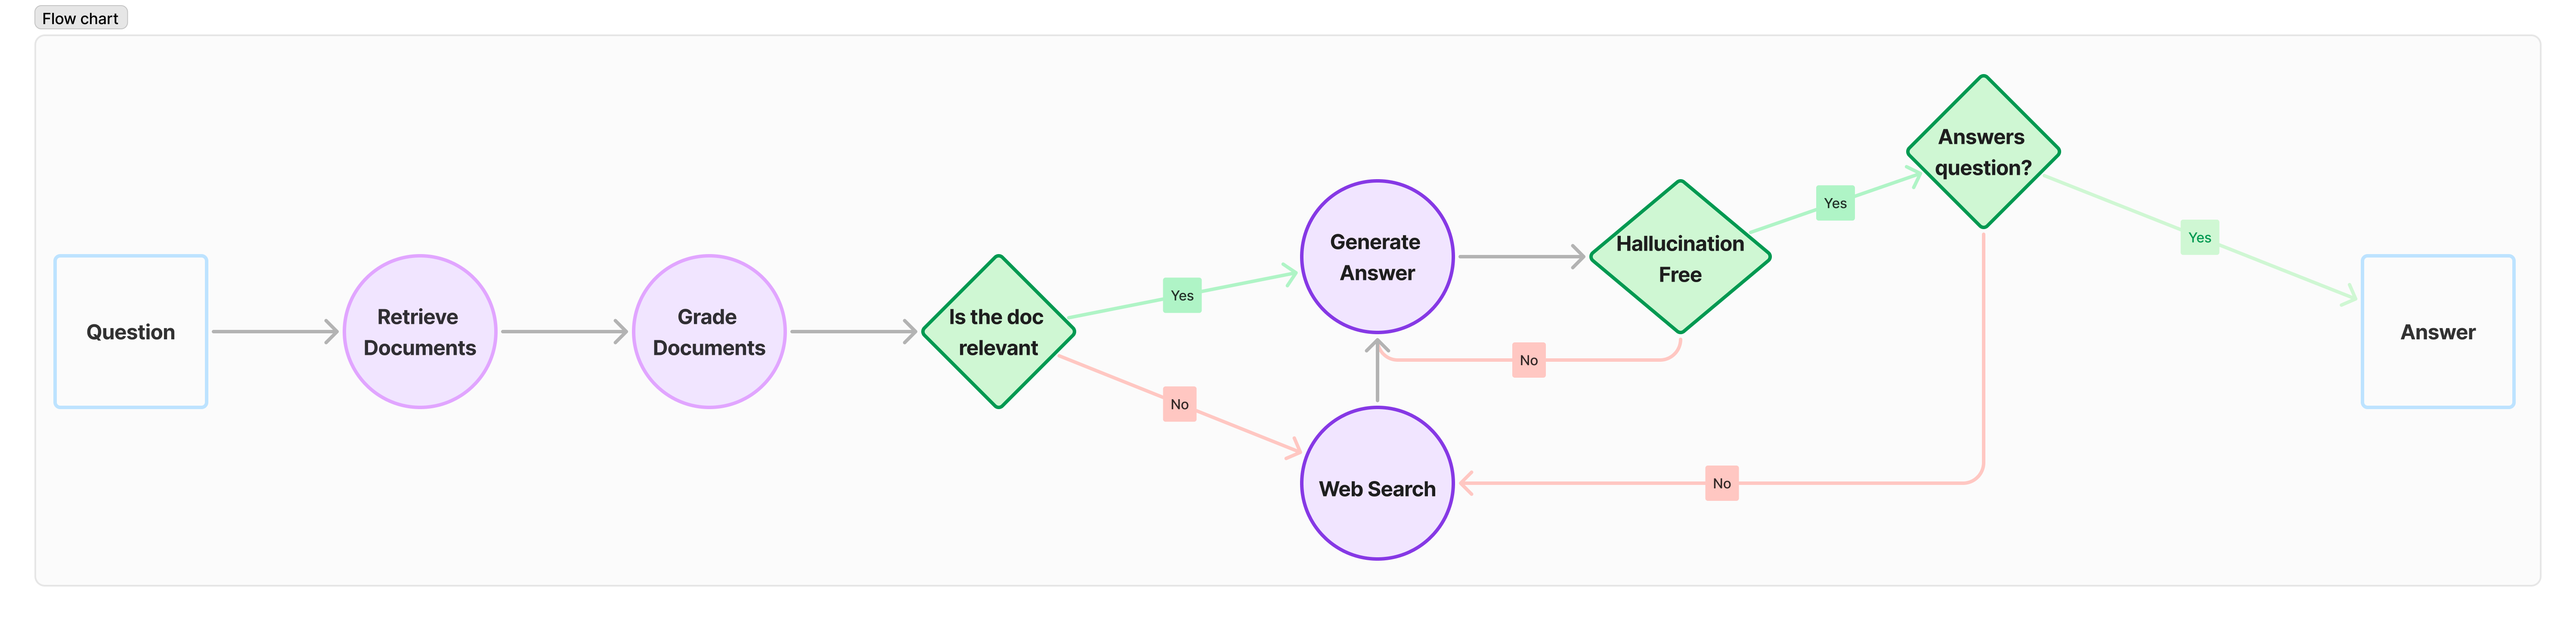 Flow chart
Question
Retrieve
Documents
Grade
Documents
Is the doc
relevant
Yes
No
Generate
Answer
Web Search
Hallucination
Free
No
Yes
Answers
question?
No
Yes
Answer